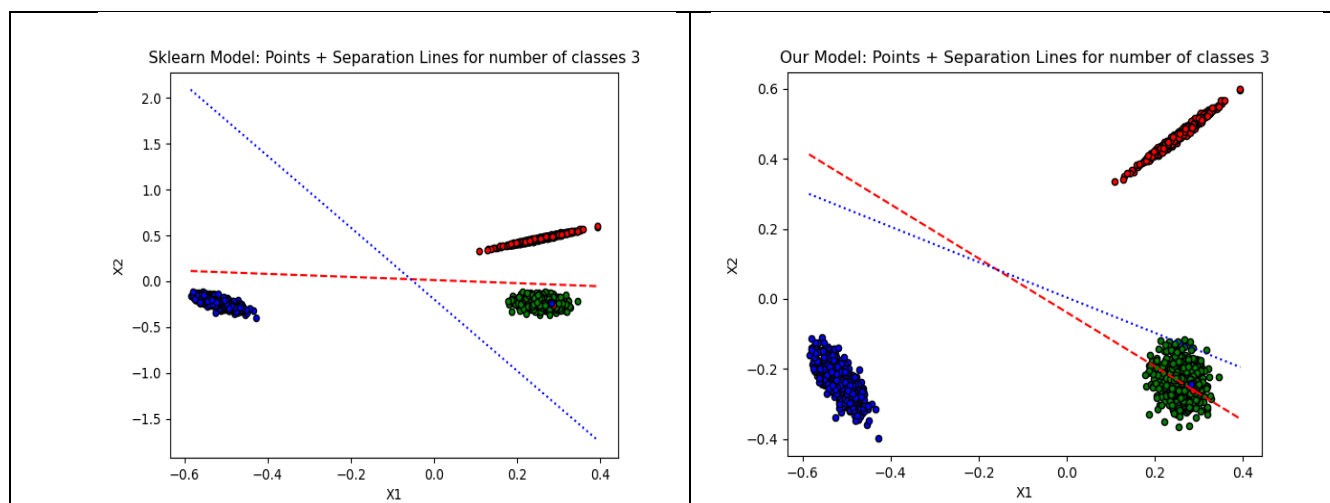 Sklearn Model: Points + Separation Lines for number of classes 3
2.0
1.5
1.0
0.5
0.0
−0.5
−1.0
−1.5
X2
−0.6 −0.4 −0.2 0.0 0.2 0.4
X1
Our Model: Points + Separation Lines for number of classes 3
0.6
0.4
0.2
0.0
−0.2
−0.4
X2
−0.6 −0.4 −0.2 0.0 0.2 0.4
X1